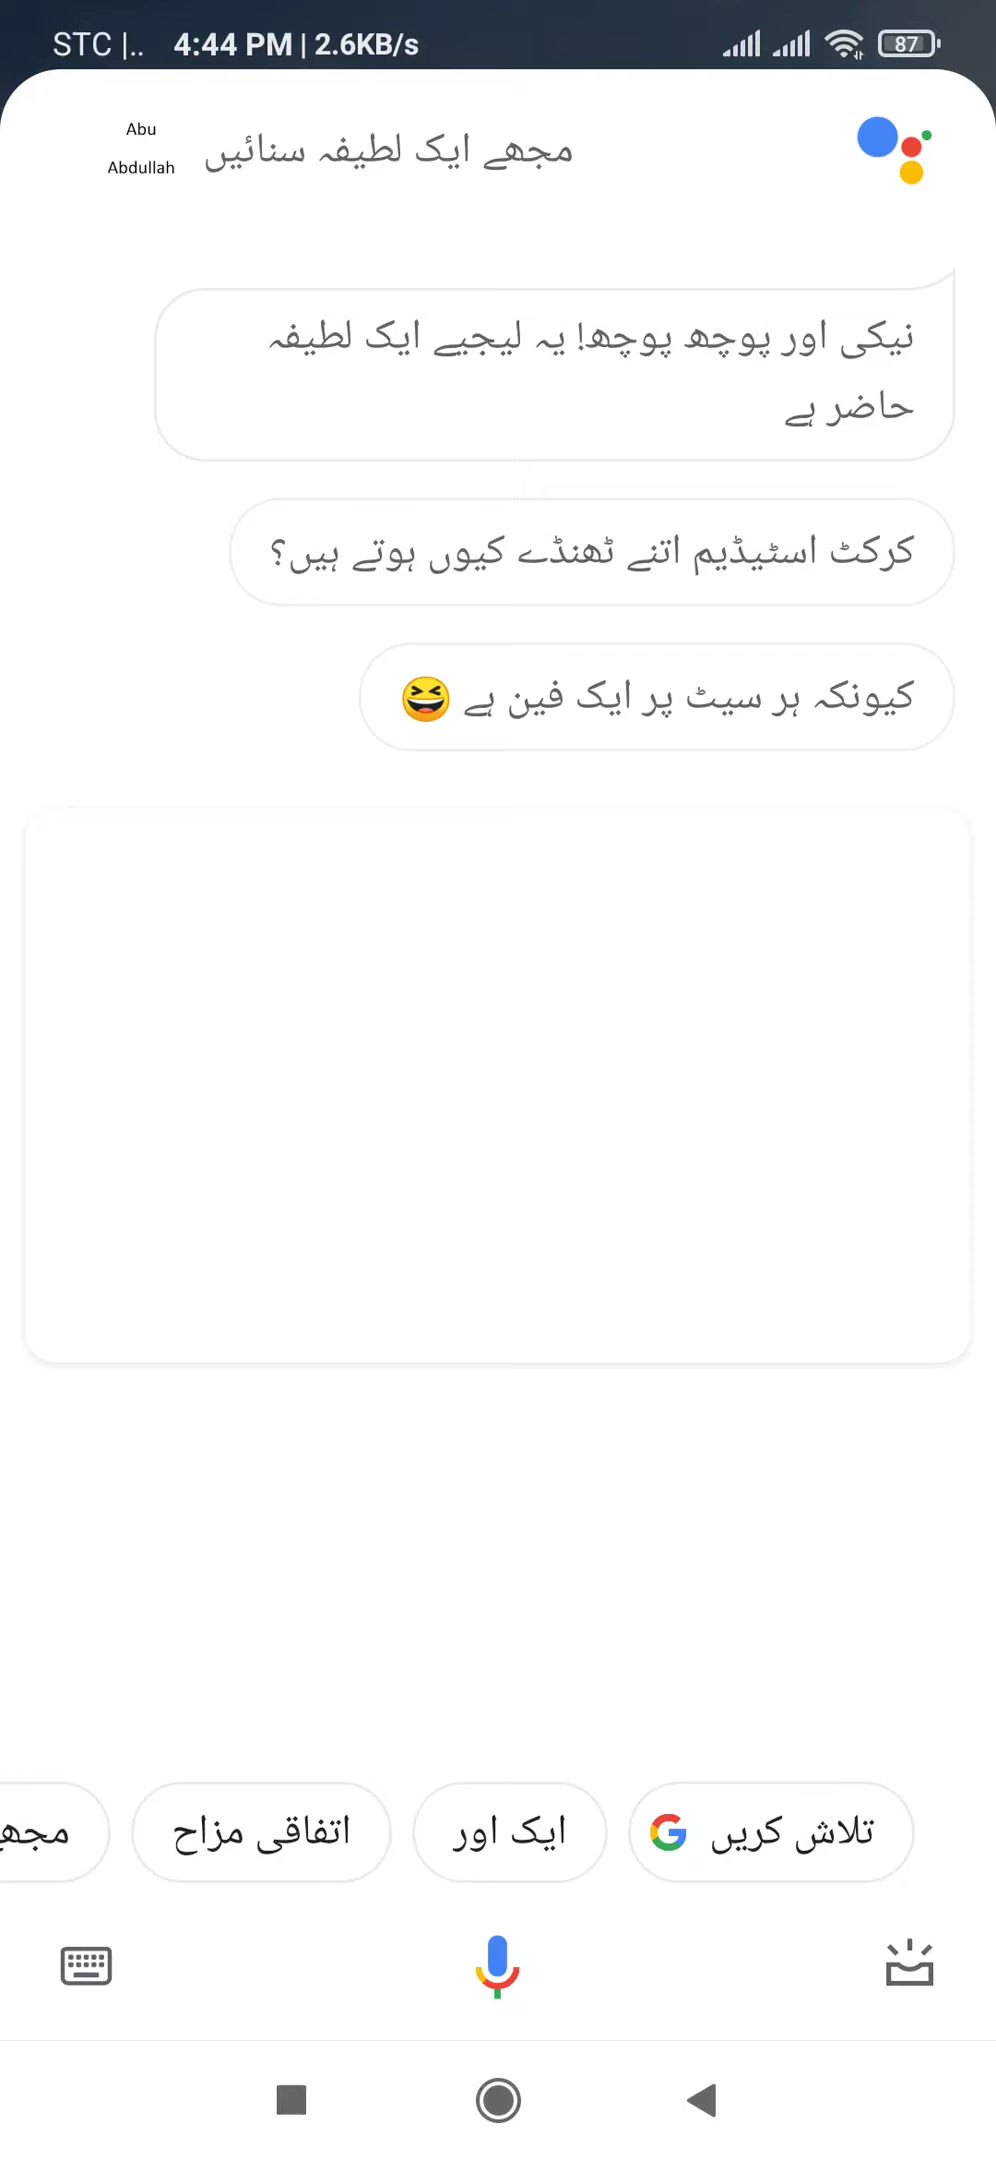 STC |.. 4:44 PM | 2.6KB/s 87
Abu
Abdullah
مجھے ایک لطیفہ سنائیں
نیکی اور پوچھ پوچھ! یہ لیجیے ایک لطیفہ
حاضر ہے
کرکٹ اسٹیڈیم اتنے ٹھنڈے کیوں ہوتے ہیں؟
کیونکہ ہر سیٹ پر ایک فین ہے 😆
تلاش کریں
ایک اور
اتفاقی مزاح
مجھے